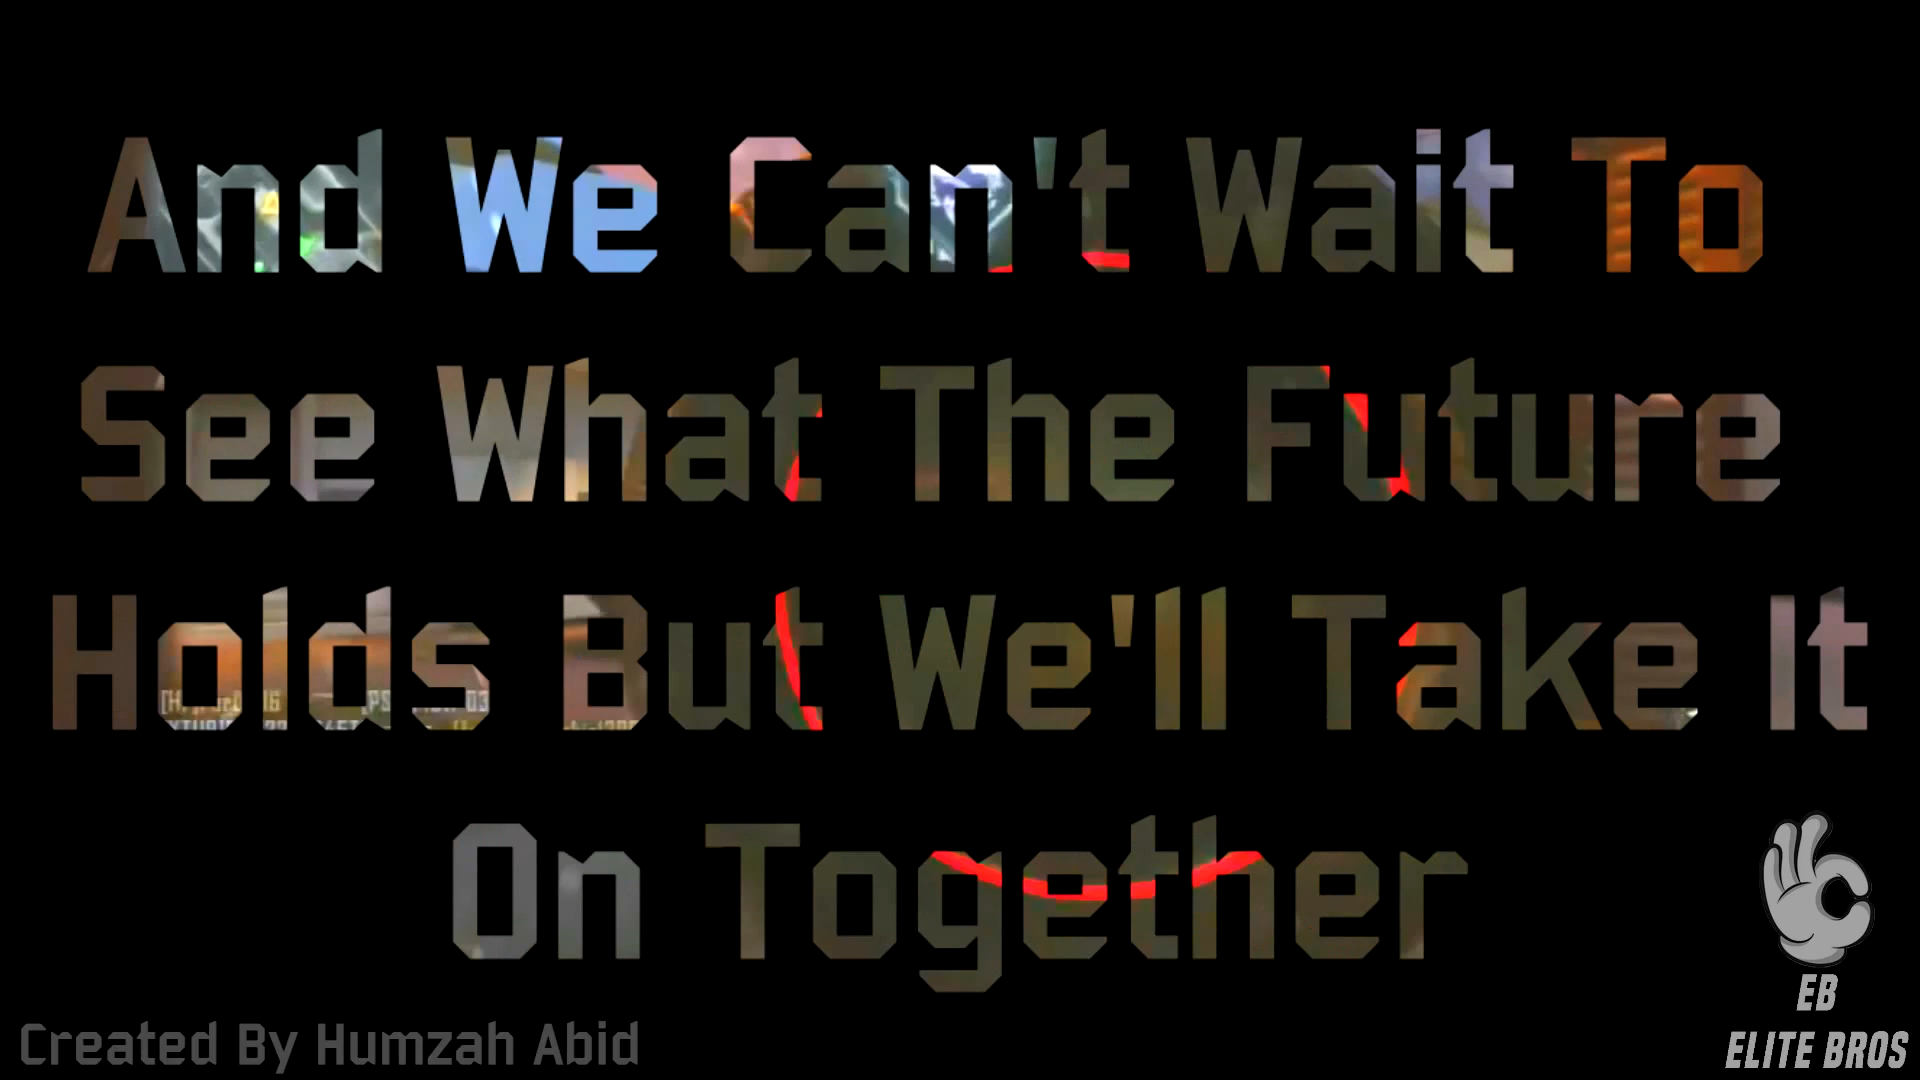 And We Can't Wait To
See What The Future
Holds But We'll Take It
On Together
EB
ELITE BROS
Created By Humzah Abid